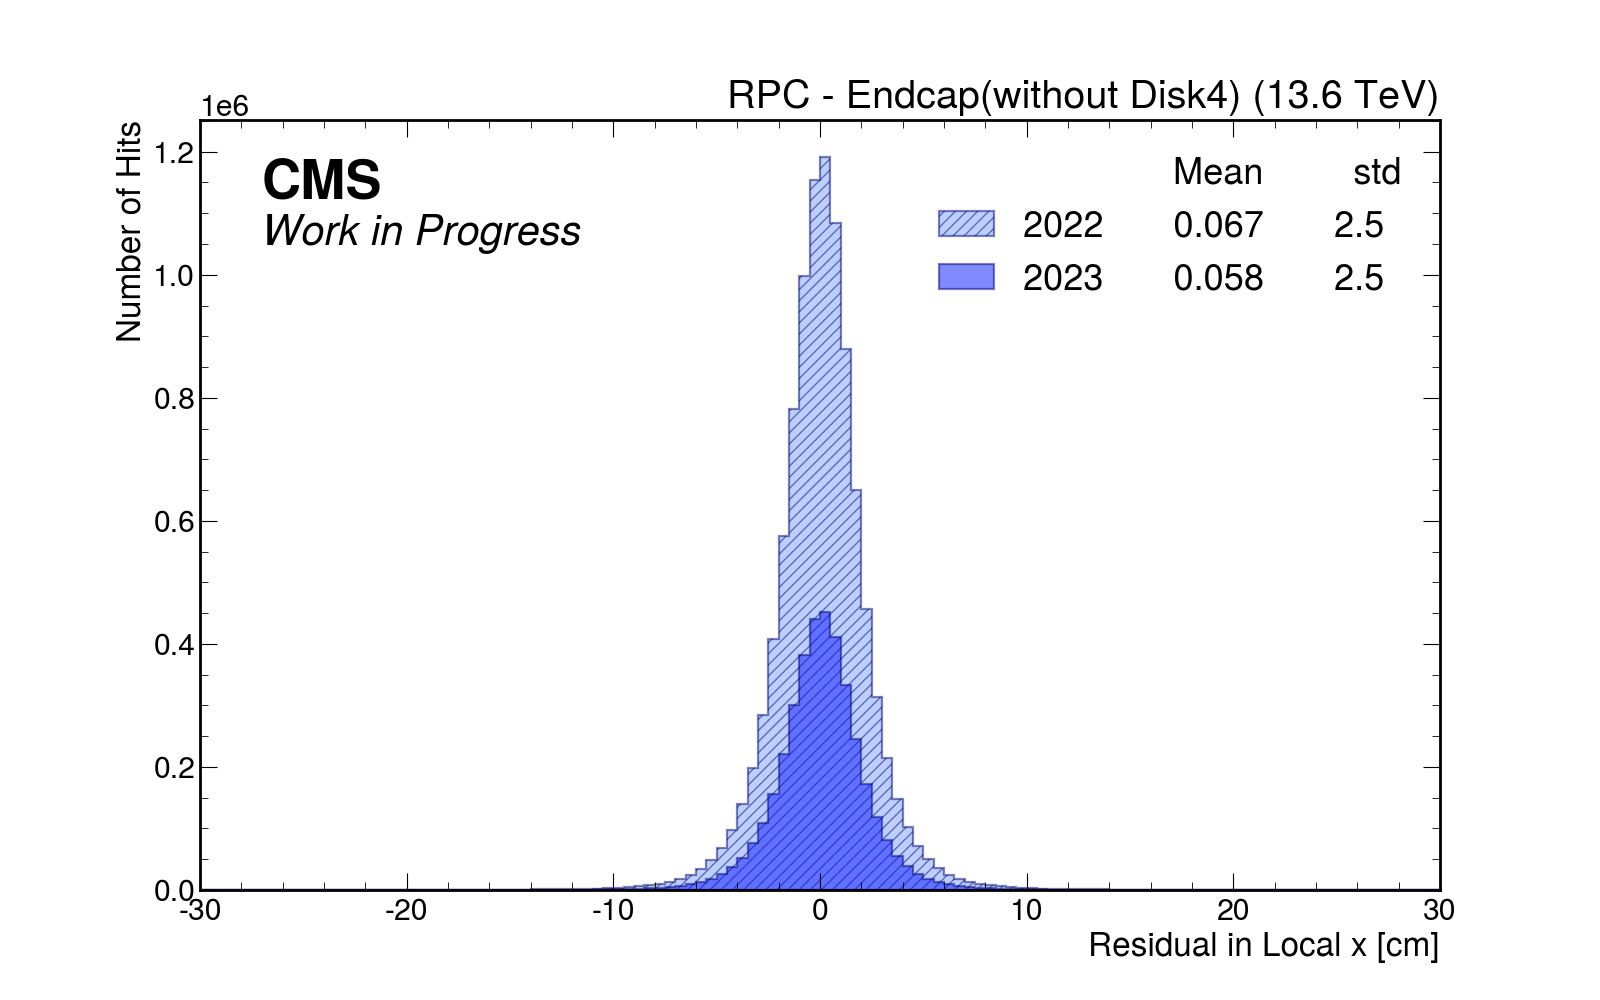 RPC - Endcap(without Disk4) (13.6 TeV)
1e6
Number of Hits
CMS
Work in Progress
Mean std
2022 0.067 2.5
2023 0.058 2.5
1.2
1.0
0.8
0.6
0.4
0.2
0.0
-30 -20 -10 0 10 20 30
Residual in Local x [cm]